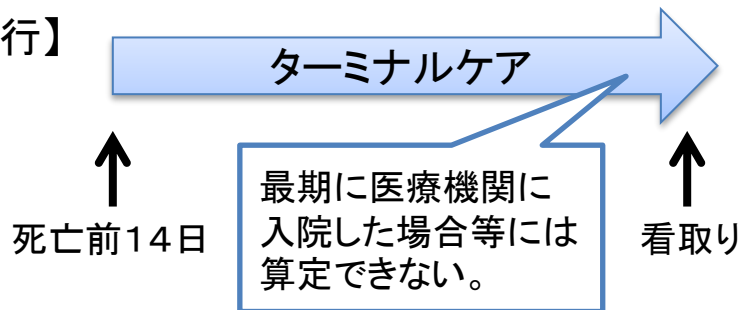 行】
ターミナルケア
最期に医療機関に
入院した場合等には
算定できない。
死亡前14日
看取り